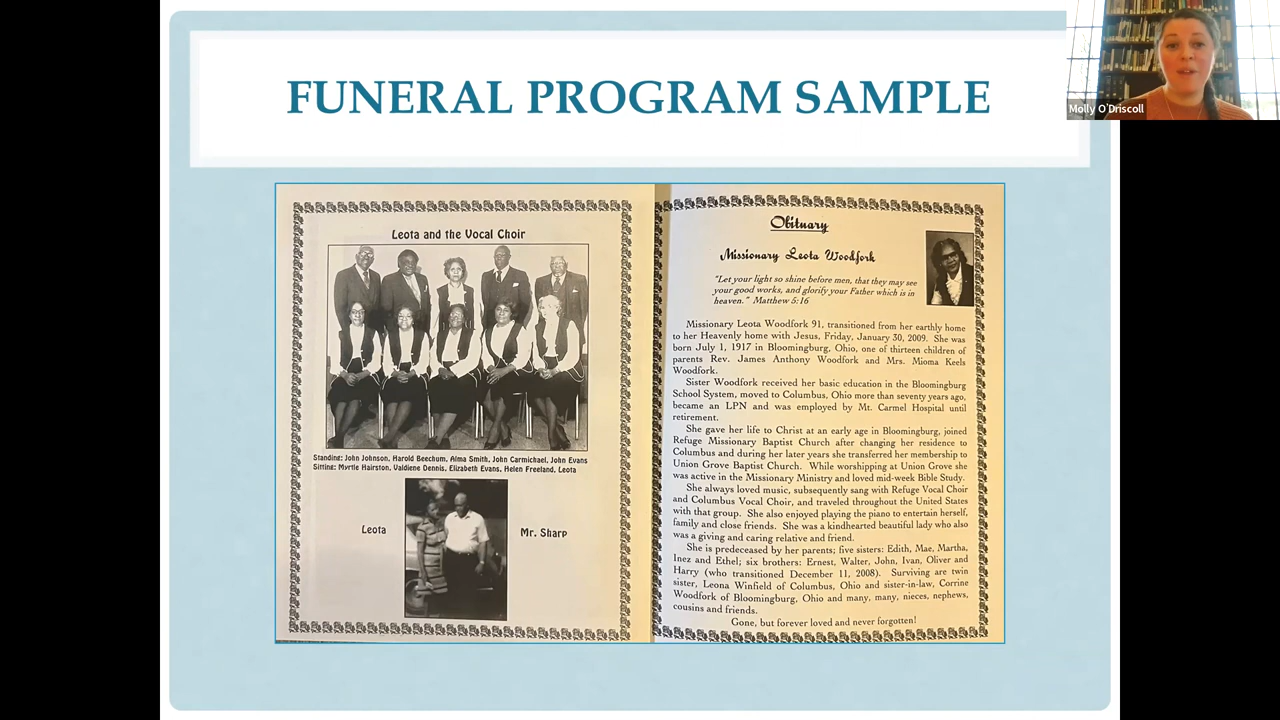 FUNERAL PROGRAM SAMPLE
Molly O'Driscoll
Leota and the Vocal Choir
Standing: John Johnson, Harold Beechum, Alma Smith, John Carmichael, John Evans
Sitting: Myrtle Hairston, Valdiene Dennis, Elizabeth Evans, Helen Freeland, Leota
Leota
Mr. Sharp
Obituary
Missionary Leota Woodfork
"Let your light so shine before men, that they may see
your good works, and glorify your Father which is in
heaven." Matthew 5:16
Missionary Leota Woodfork 91, transitioned from her earthly home
to her Heavenly home with Jesus, Friday, January 30, 2009. She was
born July 1, 1917 in Bloomingburg, Ohio, one of thirteen children of
parents Rev. James Anthony Woodfork and Mrs. Mioma Keels
Woodfork.
Sister Woodfork received her basic education in the Bloomingburg
School System, moved to Columbus, Ohio more than seventy years ago,
became an LPN and was employed by Mt. Carmel Hospital until
retirement.
She gave her life to Christ at an early age in Bloomingburg, joined
Refuge Missionary Baptist Church after changing her residence to
Columbus and during her later years she transferred her membership to
Union Grove Baptist Church. While worshipping at Union Grove she
was active in the Missionary Ministry and loved mid-week Bible Study.
She always loved music, subsequently sang with Refuge Vocal Choir
and Columbus Vocal Choir, and traveled throughout the United States
with that group. She also enjoyed playing the piano to entertain herself,
family and close friends. She was a kindhearted beautiful lady who also
was a giving and caring relative and friend.
She is predeceased by her parents; five sisters: Edith, Mae, Martha,
Inez and Ethel; six brothers: Ernest, Walter, John, Ivan, Oliver and
Harry (who transitioned December 11, 2008). Surviving are twin
sister, Leona Winfield of Columbus, Ohio and sister-in-law, Corrine
Woodfork of Bloomingburg, Ohio and many, many, nieces, nephews,
cousins and friends.
Gone, but forever loved and never forgotten!